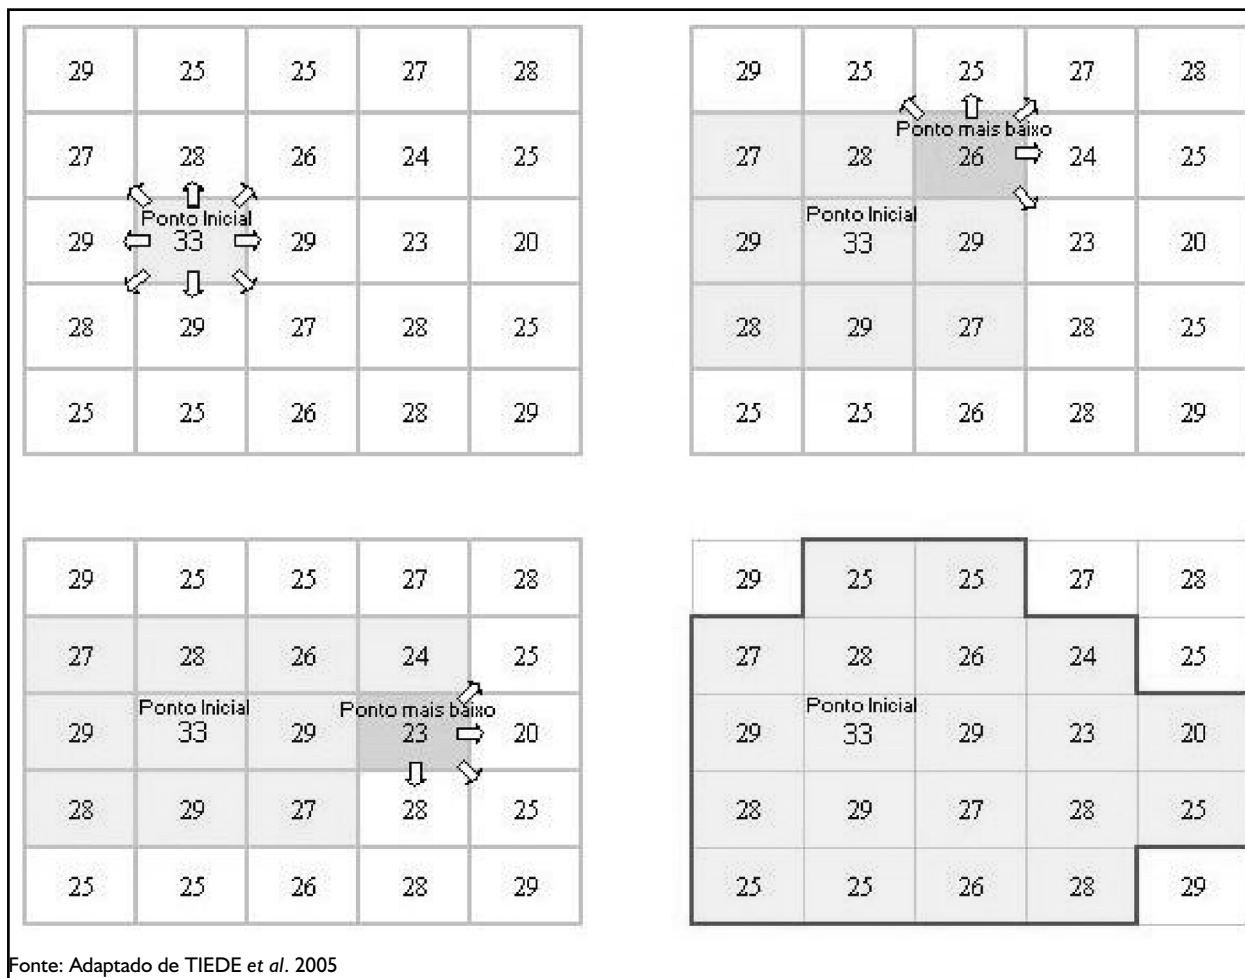 29 25 25 27 28
27 28 26 24 25
Ponto Inicial
29 33 29 23 20
28 29 27 28 25
25 25 26 28 29
29 25 25 27 28
Ponto mais baixo
27 28 26 24 25
Ponto Inicial
29 33 29 23 20
28 29 27 28 25
25 25 26 28 29
29 25 25 27 28
27 28 26 24 25
Ponto Inicial Ponto mais baixo
29 33 29 23 20
28 29 27 28 25
25 25 26 28 29
29 25 25 27 28
27 28 26 24 25
Ponto Inicial
29 33 29 23 20
28 29 27 28 25
25 25 26 28 29
Fonte: Adaptado de TIEDE et al. 2005